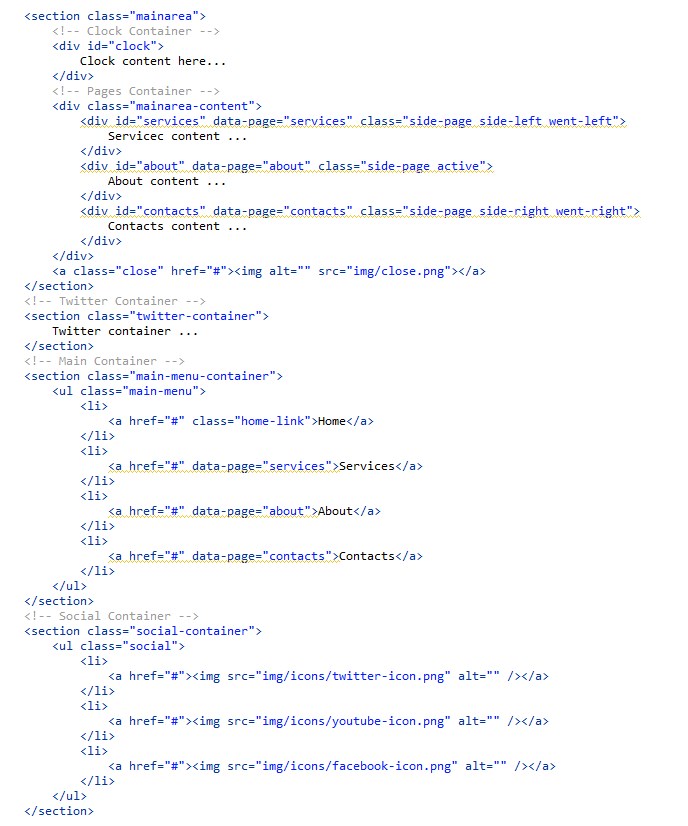 <section class="mainarea">
<!-- Clock Container -->
<div id="clock">
Clock content here...
</div>
<!-- Pages Container -->
<div class="mainarea-content">
<div id="services" data-page="services" class="side-page side-left went-left">
Servicec content ...
</div>
<div id="about" data-page="about" class="side-page active">
About content ...
</div>
<div id="contacts" data-page="contacts" class="side-page side-right went-right">
Contacts content ...
</div>
</div>
<a class="close" href="#"><img alt="" src="img/close.png"></a>
</section>
<!-- Twitter Container -->
<section class="twitter-container">
Twitter container ...
</section>
<!-- Main Container -->
<section class="main-menu-container">
<ul class="main-menu">
<li>
<a href="#" class="home-link">Home</a>
</li>
<li>
<a href="#" data-page="services">Services</a>
</li>
<li>
<a href="#" data-page="about">About</a>
</li>
<li>
<a href="#" data-page="contacts">Contacts</a>
</li>
</ul>
</section>
<!-- Social Container -->
<section class="social-container">
<ul class="social">
<li>
<a href="#"><img src="img/icons/twitter-icon.png" alt="" /></a>
</li>
<li>
<a href="#"><img src="img/icons/youtube-icon.png" alt="" /></a>
</li>
<li>
<a href="#"><img src="img/icons/facebook-icon.png" alt="" /></a>
</li>
</ul>
</section>